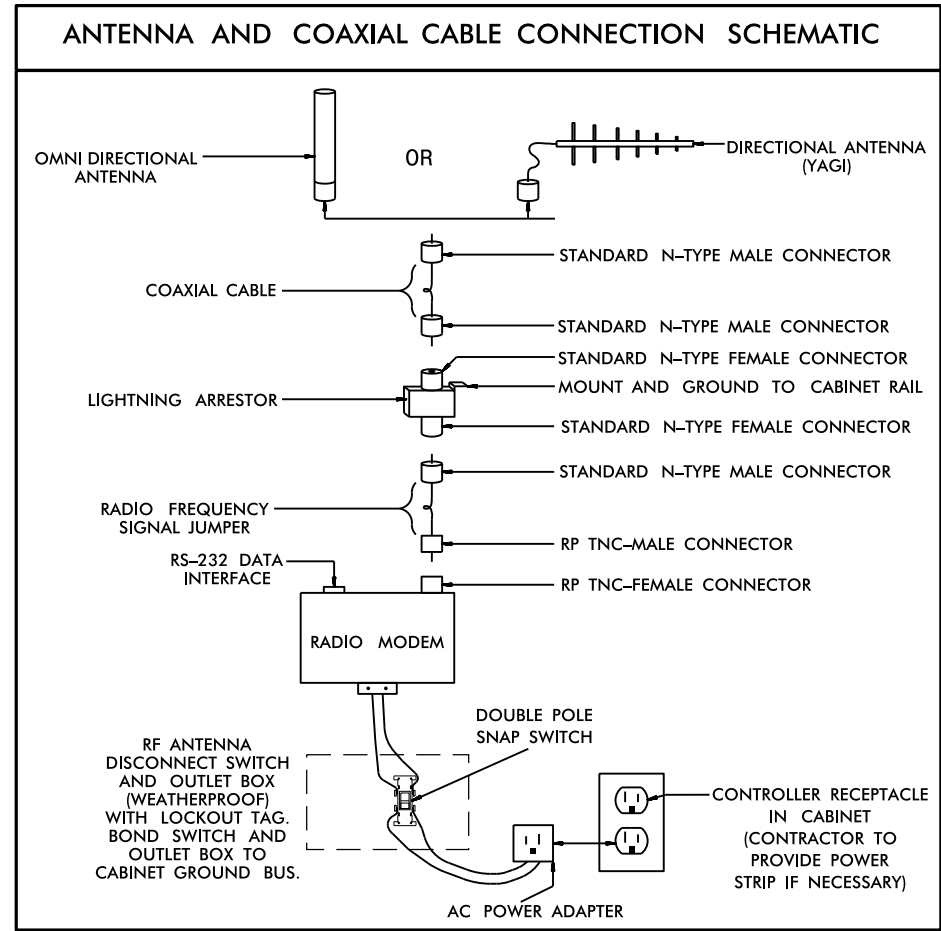 ANTENNA AND COAXIAL CABLE CONNECTION SCHEMATIC
OMNI DIRECTIONAL
ANTENNA
OR
DIRECTIONAL ANTENNA
(YAGI)
STANDARD N–TYPE MALE CONNECTOR
COAXIAL CABLE
STANDARD N–TYPE MALE CONNECTOR
STANDARD N–TYPE FEMALE CONNECTOR
MOUNT AND GROUND TO CABINET RAIL
LIGHTNING ARRESTOR
STANDARD N–TYPE FEMALE CONNECTOR
STANDARD N–TYPE MALE CONNECTOR
RADIO FREQUENCY
SIGNAL JUMPER
RP TNC–MALE CONNECTOR
RS–232 DATA
INTERFACE
RP TNC–FEMALE CONNECTOR
RADIO MODEM
DOUBLE POLE
SNAP SWITCH
RF ANTENNA
DISCONNECT SWITCH
AND OUTLET BOX
(WEATHERPROOF)
WITH LOCKOUT TAG.
BOND SWITCH AND
OUTLET BOX TO
CABINET GROUND BUS.
CONTROLLER RECEPTACLE
IN CABINET
(CONTRACTOR TO
PROVIDE POWER
STRIP IF NECESSARY)
AC POWER ADAPTER